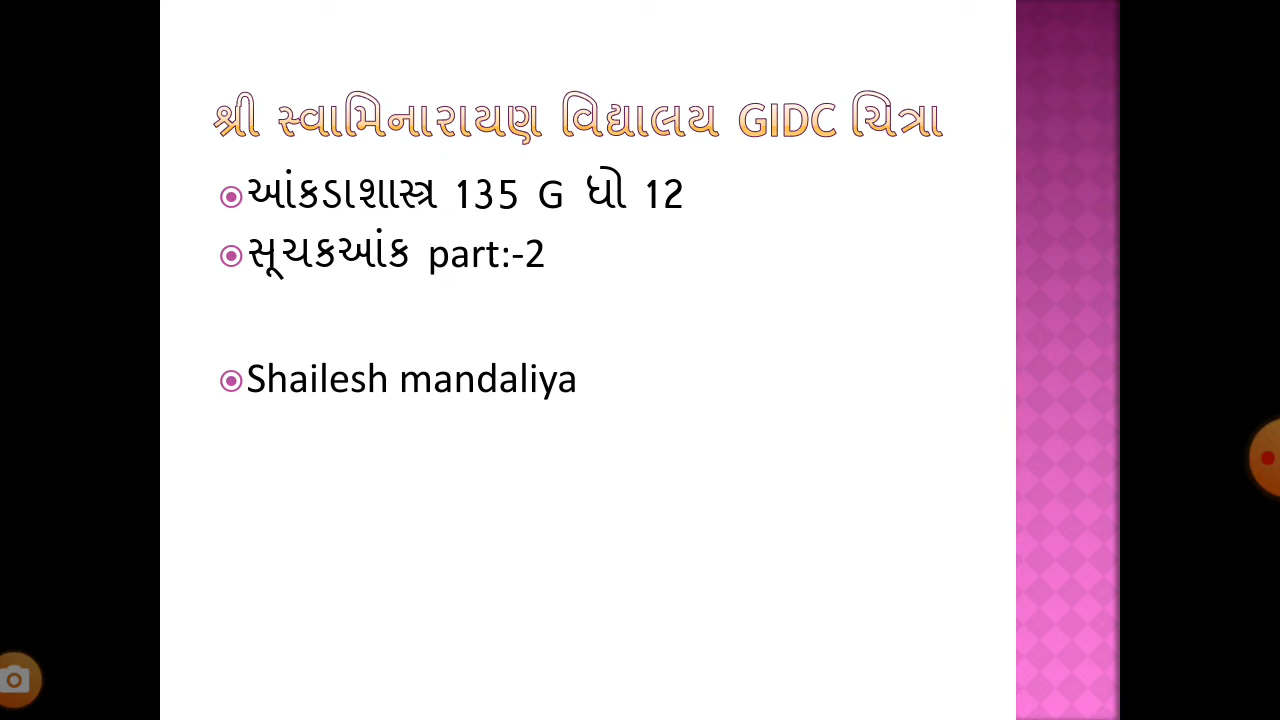 શ્રી સ્વામિનારાયણ વિદ્યાલય GIDC ચિત્રા
આંકડાશાસ્ત્ર 135 G ધો 12
સૂચકઆંક part:-2
Shailesh mandaliya